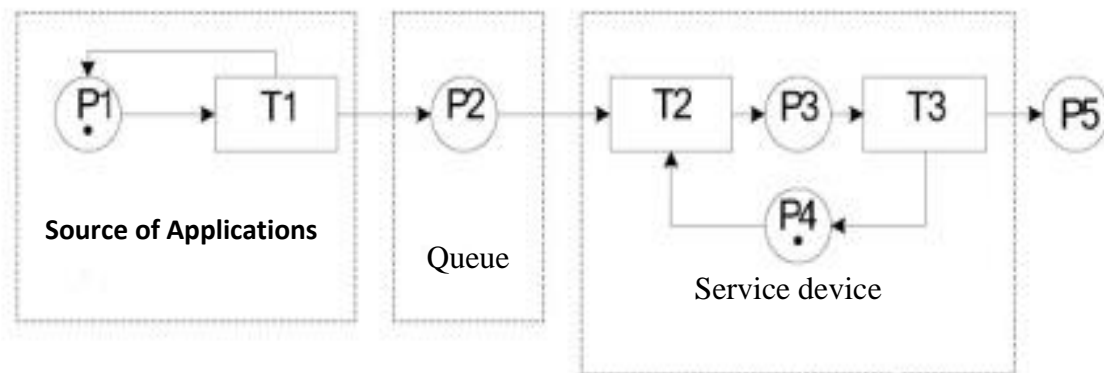 P1
T1
P2
T2
P3
T3
P5
P4
Source of Applications
Queue
Service device